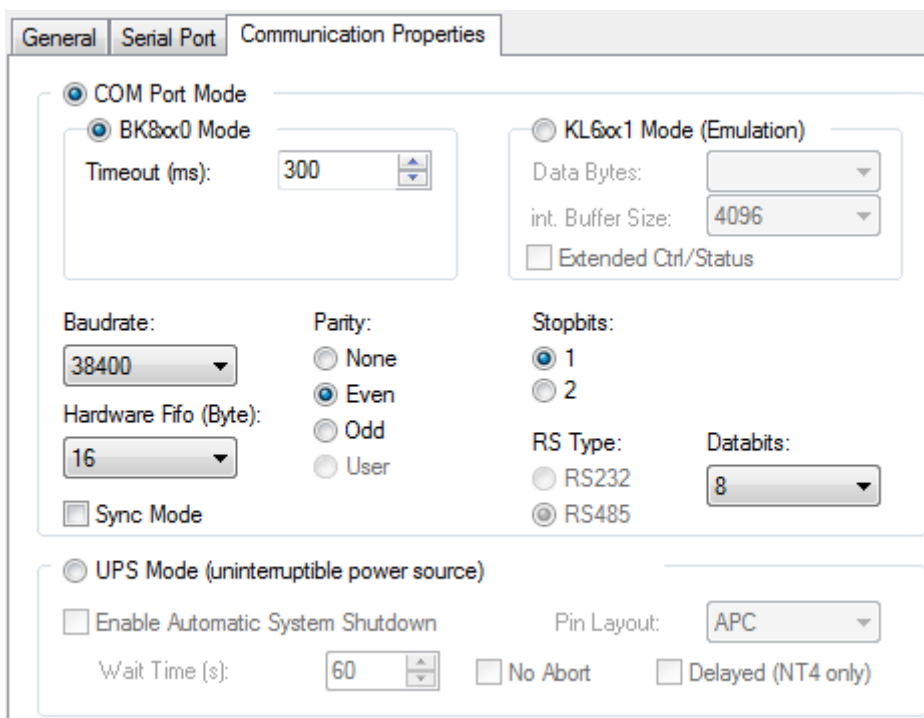 General Serial Port Communication Properties
COM Port Mode
BK8xx0 Mode KL6xx1 Mode (Emulation)
Timeout (ms): 300 Data Bytes:
int. Buffer Size: 4096
Extended Ctrl/Status
Baudrate: Parity: Stopbits:
38400 None 1
Even 2
Hardware Fifo (Byte): Odd RS Type: Databits:
16 User RS232 8
Sync Mode RS485
UPS Mode (uninterruptible power source)
Enable Automatic System Shutdown Pin Layout: APC
Wait Time (s): 60 No Abort Delayed (NT4 only)